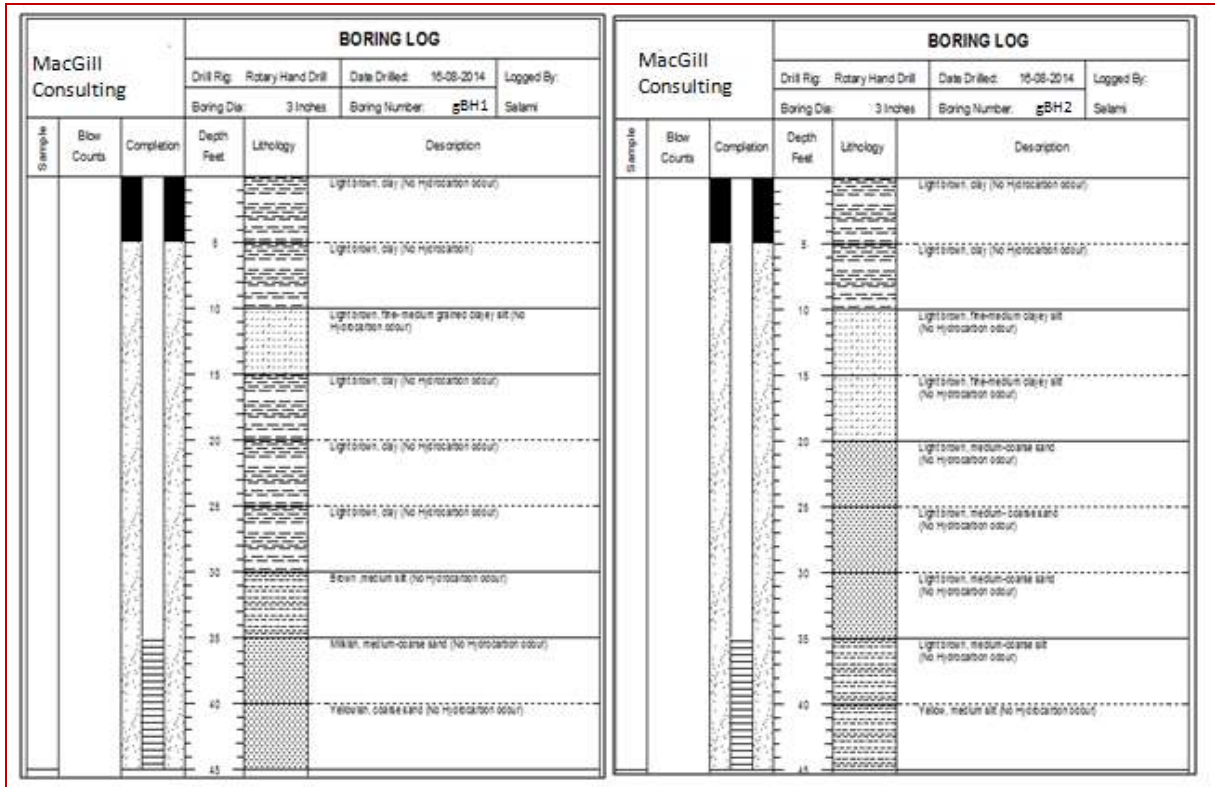 MacGill
Consulting
BORING LOG
Drill Rig: Rotary Hand Drill Date Drilled: 16-08-2014 Logged By:
Boring Dia: 3 Inches Boring Number: gBH1 Salami
Sample Blow Counts Completion Depth Feet Lithology Description
Light brown, clay (No Hydrocarbon odour)
5 Light brown, clay (No Hydrocarbon)
10 Light brown, fine-medium grained clayey silt (No
Hydrocarbon odour)
15 Light brown, clay (No Hydrocarbon odour)
20 Light brown, clay (No Hydrocarbon odour)
25 Light brown, clay (No Hydrocarbon odour)
30 Brown ,medium silt (No Hydrocarbon odour)
35 Milkish, medium-coarse sand (No Hydrocarbon odour)
40 Yellowish, coarse sand (No Hydrocarbon odour)
45
MacGill
Consulting
BORING LOG
Drill Rig: Rotary Hand Drill Date Drilled: 16-08-2014 Logged By:
Boring Dia: 3 Inches Boring Number: gBH2 Salami
Sample Blow Counts Completion Depth Feet Lithology Description
Light brown, clay (No Hydrocarbon odour)
5 Light brown, clay (No Hydrocarbon odour)
10 Light brown, fine-medium clayey silt
(No Hydrocarbon odour)
15 Light brown, fine-medium clayey silt
(No Hydrocarbon odour)
20 Light brown, medium-coarse sand
(No Hydrocarbon odour)
25 Light brown, medium- coarse sand
(No Hydrocarbon odour)
30 Light brown, medium-coarse sand
(No Hydrocarbon odour)
35 Light brown, medium-coarse silt
(No Hydrocarbon odour)
40 Yellow, medium silt (No Hydrocarbon odour)
45